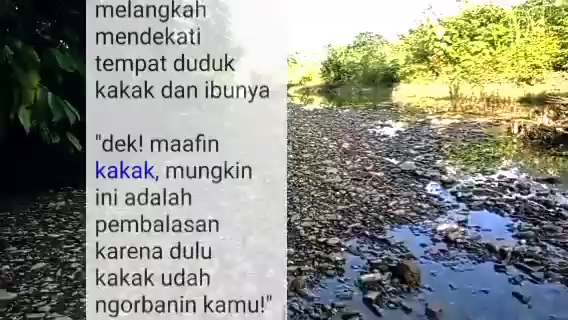 melangkah
mendekati
tempat duduk
kakak dan ibunya
"dek! maafin
kakak, mungkin
ini adalah
pembalasan
karena dulu
kakak udah
ngorbanin kamu!"